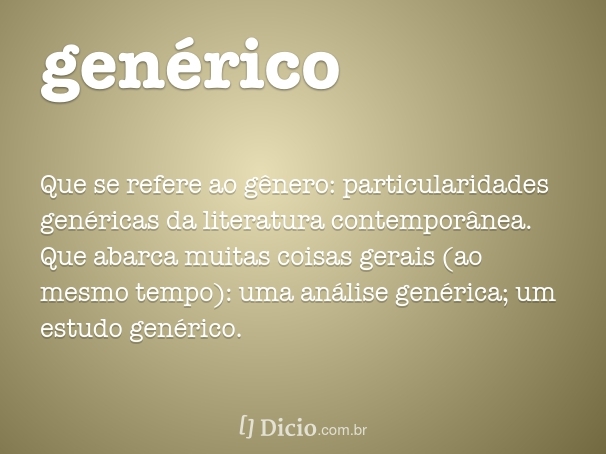 genérico
Que se refere ao gênero: particularidades
genéricas da literatura contemporânea.
Que abarca muitas coisas gerais (ao
mesmo tempo): uma análise genérica; um
estudo genérico.
[] Dicio.com.br